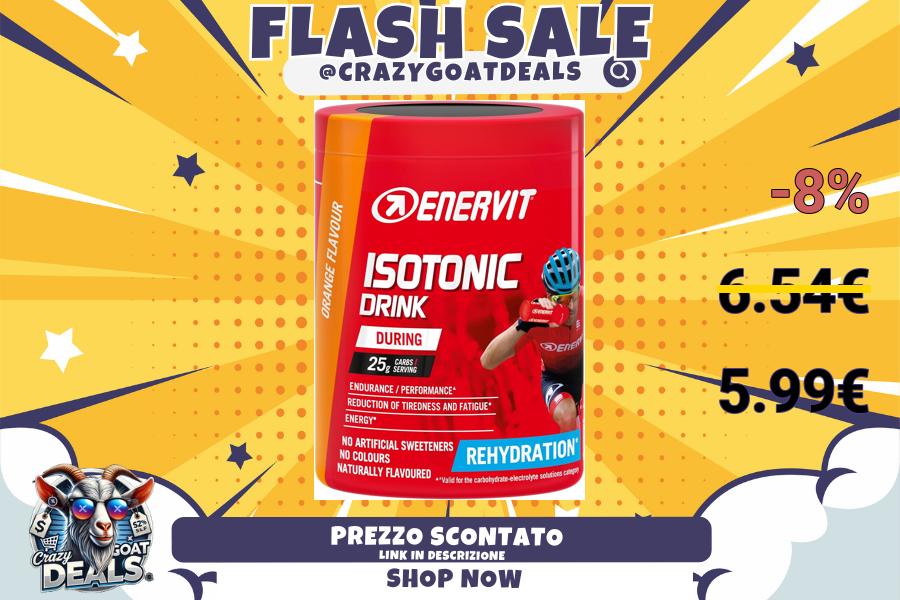 FLASH SALE
@CRAZYGOATDEALS
-8%
6.54€
5.99€
ORANGE FLAVOUR
ENERVIT
ISOTONIC
DRINK
DURING
25g CARBS / SERVING
ENDURANCE / PERFORMANCE*
REDUCTION OF TIREDNESS AND FATIGUE*
ENERGY*
NO ARTIFICIAL SWEETENERS
NO COLOURS
NATURALLY FLAVOURED
REHYDRATION*
*Valid for the carbohydrate-electrolyte solutions category
ENERVIT
$
52%
Crazy
GOAT
DEALS
PREZZO SCONTATO
LINK IN DESCRIZIONE
SHOP NOW